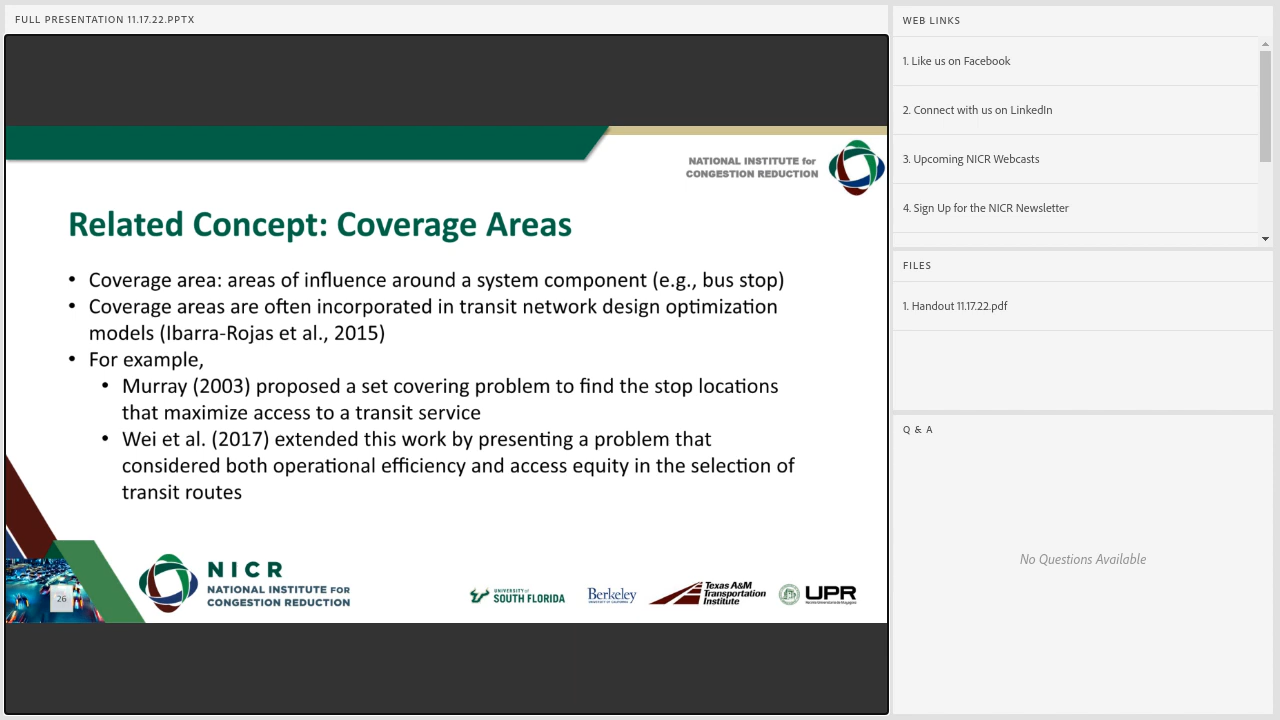 FULL PRESENTATION 11.17.22.PPTX
NATIONAL INSTITUTE for
CONGESTION REDUCTION
Related Concept: Coverage Areas
• Coverage area: areas of influence around a system component (e.g., bus stop)
• Coverage areas are often incorporated in transit network design optimization
models (Ibarra-Rojas et al., 2015)
• For example,
• Murray (2003) proposed a set covering problem to find the stop locations
that maximize access to a transit service
• Wei et al. (2017) extended this work by presenting a problem that
considered both operational efficiency and access equity in the selection of
transit routes
26
NICR
NATIONAL INSTITUTE FOR
CONGESTION REDUCTION
UNIVERSITY of
SOUTH FLORIDA
Berkeley
UNIVERSITY OF CALIFORNIA
Texas A&M
Transportation
Institute
UPR
WEB LINKS
1. Like us on Facebook
2. Connect with us on LinkedIn
3. Upcoming NICR Webcasts
4. Sign Up for the NICR Newsletter
FILES
1. Handout 11.17.22.pdf
Q & A
No Questions Available